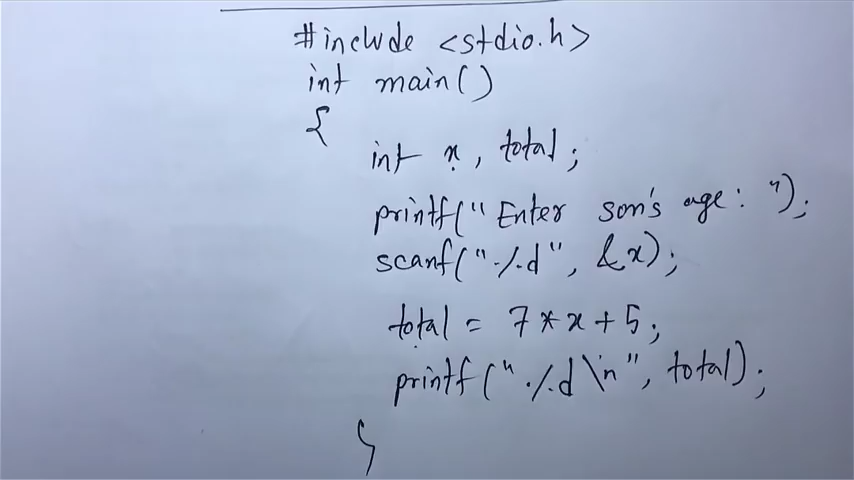 #include <stdio.h>
int main()
{
int x, total;
printf("Enter son's age: ");
scanf("%d", &x);
total = 7*x+5;
printf("%d\n", total);
}